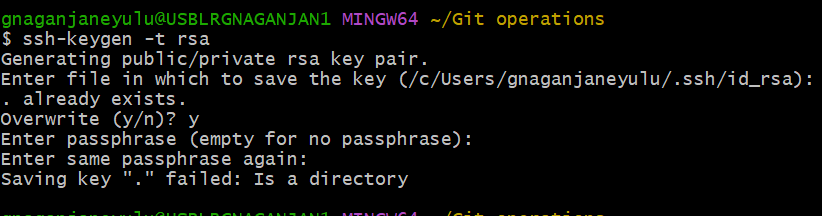 gnaganjaneyulu@USBLRGNAGANJAN1 MINGW64 ~/Git operations
$ ssh-keygen -t rsa
Generating public/private rsa key pair.
Enter file in which to save the key (/c/Users/gnaganjaneyulu/.ssh/id_rsa):
. already exists.
Overwrite (y/n)? y
Enter passphrase (empty for no passphrase):
Enter same passphrase again:
Saving key "." failed: Is a directory
gnaganjaneyulu@USBLRGNAGANJAN1 MINGW64 ~/Git operations